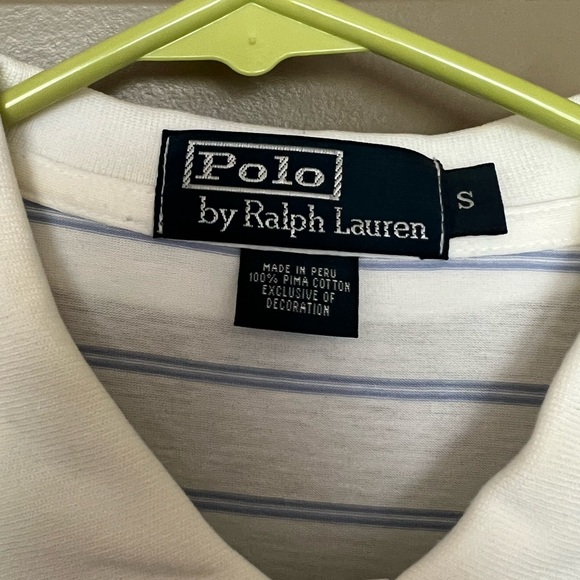 Polo
by Ralph Lauren
S
MADE IN PERU
100% PIMA COTTON
EXCLUSIVE OF
DECORATION